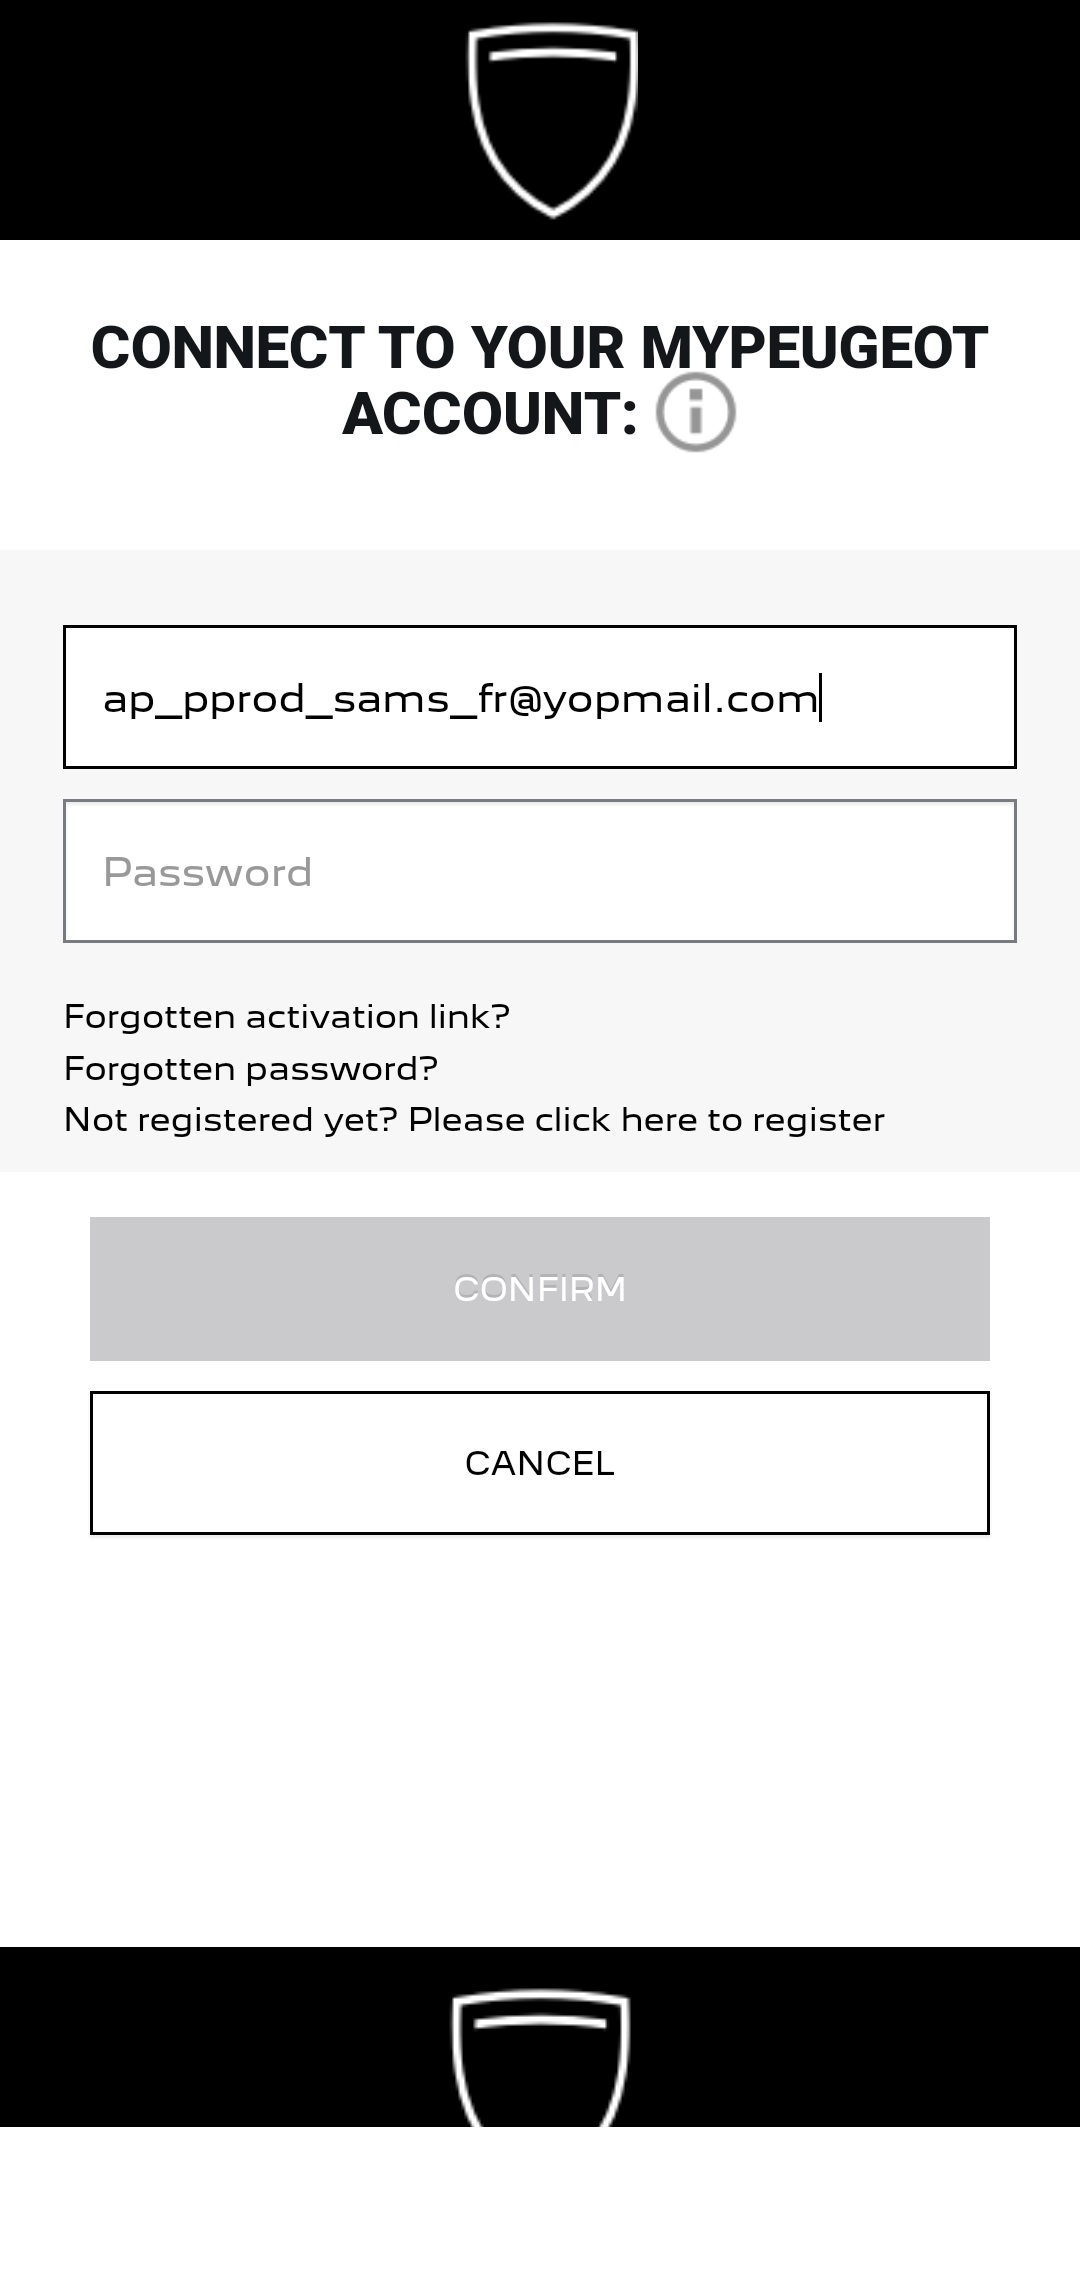 CONNECT TO YOUR MYPEUGEOT
ACCOUNT:
ap_pprod_sams_fr@yopmail.com
Password
Forgotten activation link?
Forgotten password?
Not registered yet? Please click here to register
CONFIRM
CANCEL